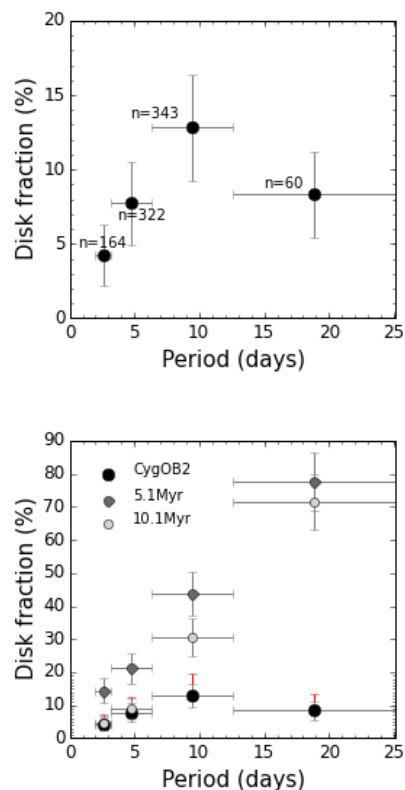 20
15
10
5
0
Disk fraction (%)
n=343
n=60
n=322
n=164
0 5 10 15 20 25
Period (days)
90
80
70
60
50
40
30
20
10
0
Disk fraction (%)
CygOB2
5.1Myr
10.1Myr
0 5 10 15 20 25
Period (days)